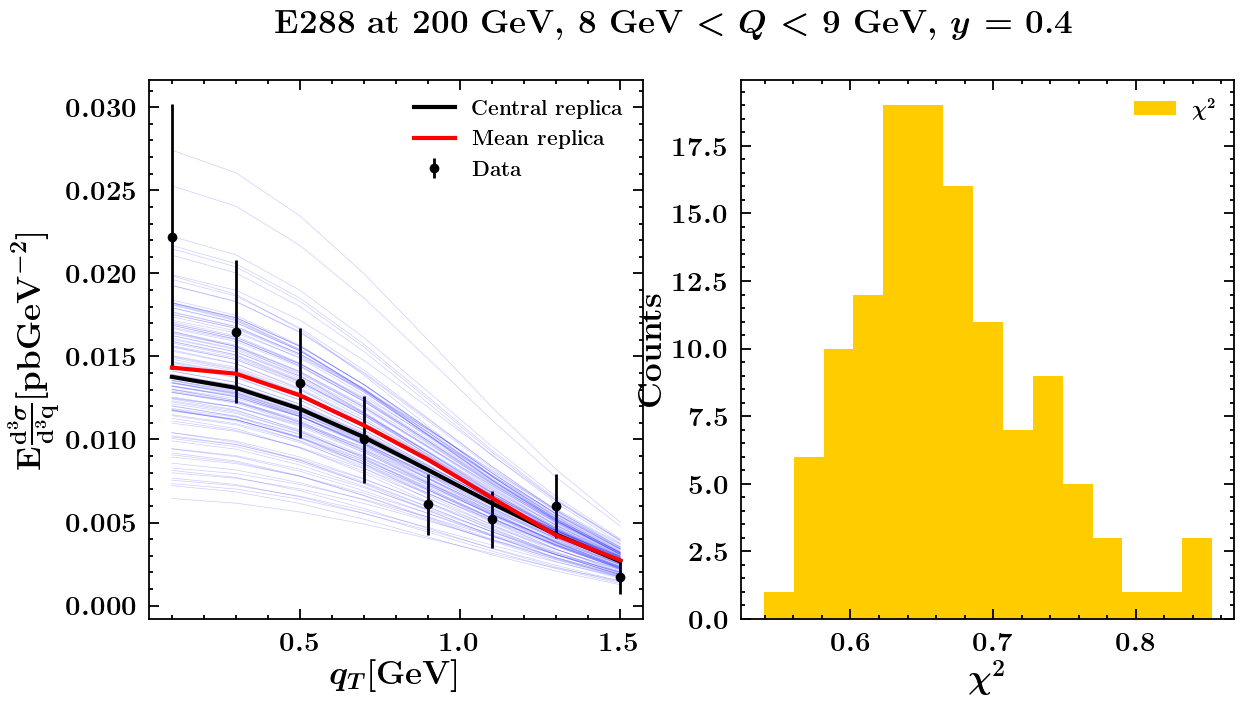 E288 at 200 GeV, 8 GeV < Q < 9 GeV, y = 0.4
E d³σ/d³q [pbGeV⁻²]
0.030
0.025
0.020
0.015
0.010
0.005
0.000
Central replica
Mean replica
Data
0.5 1.0 1.5
q_T[GeV]
Counts
17.5
15.0
12.5
10.0
7.5
5.0
2.5
0.0
χ²
0.6 0.7 0.8
χ²